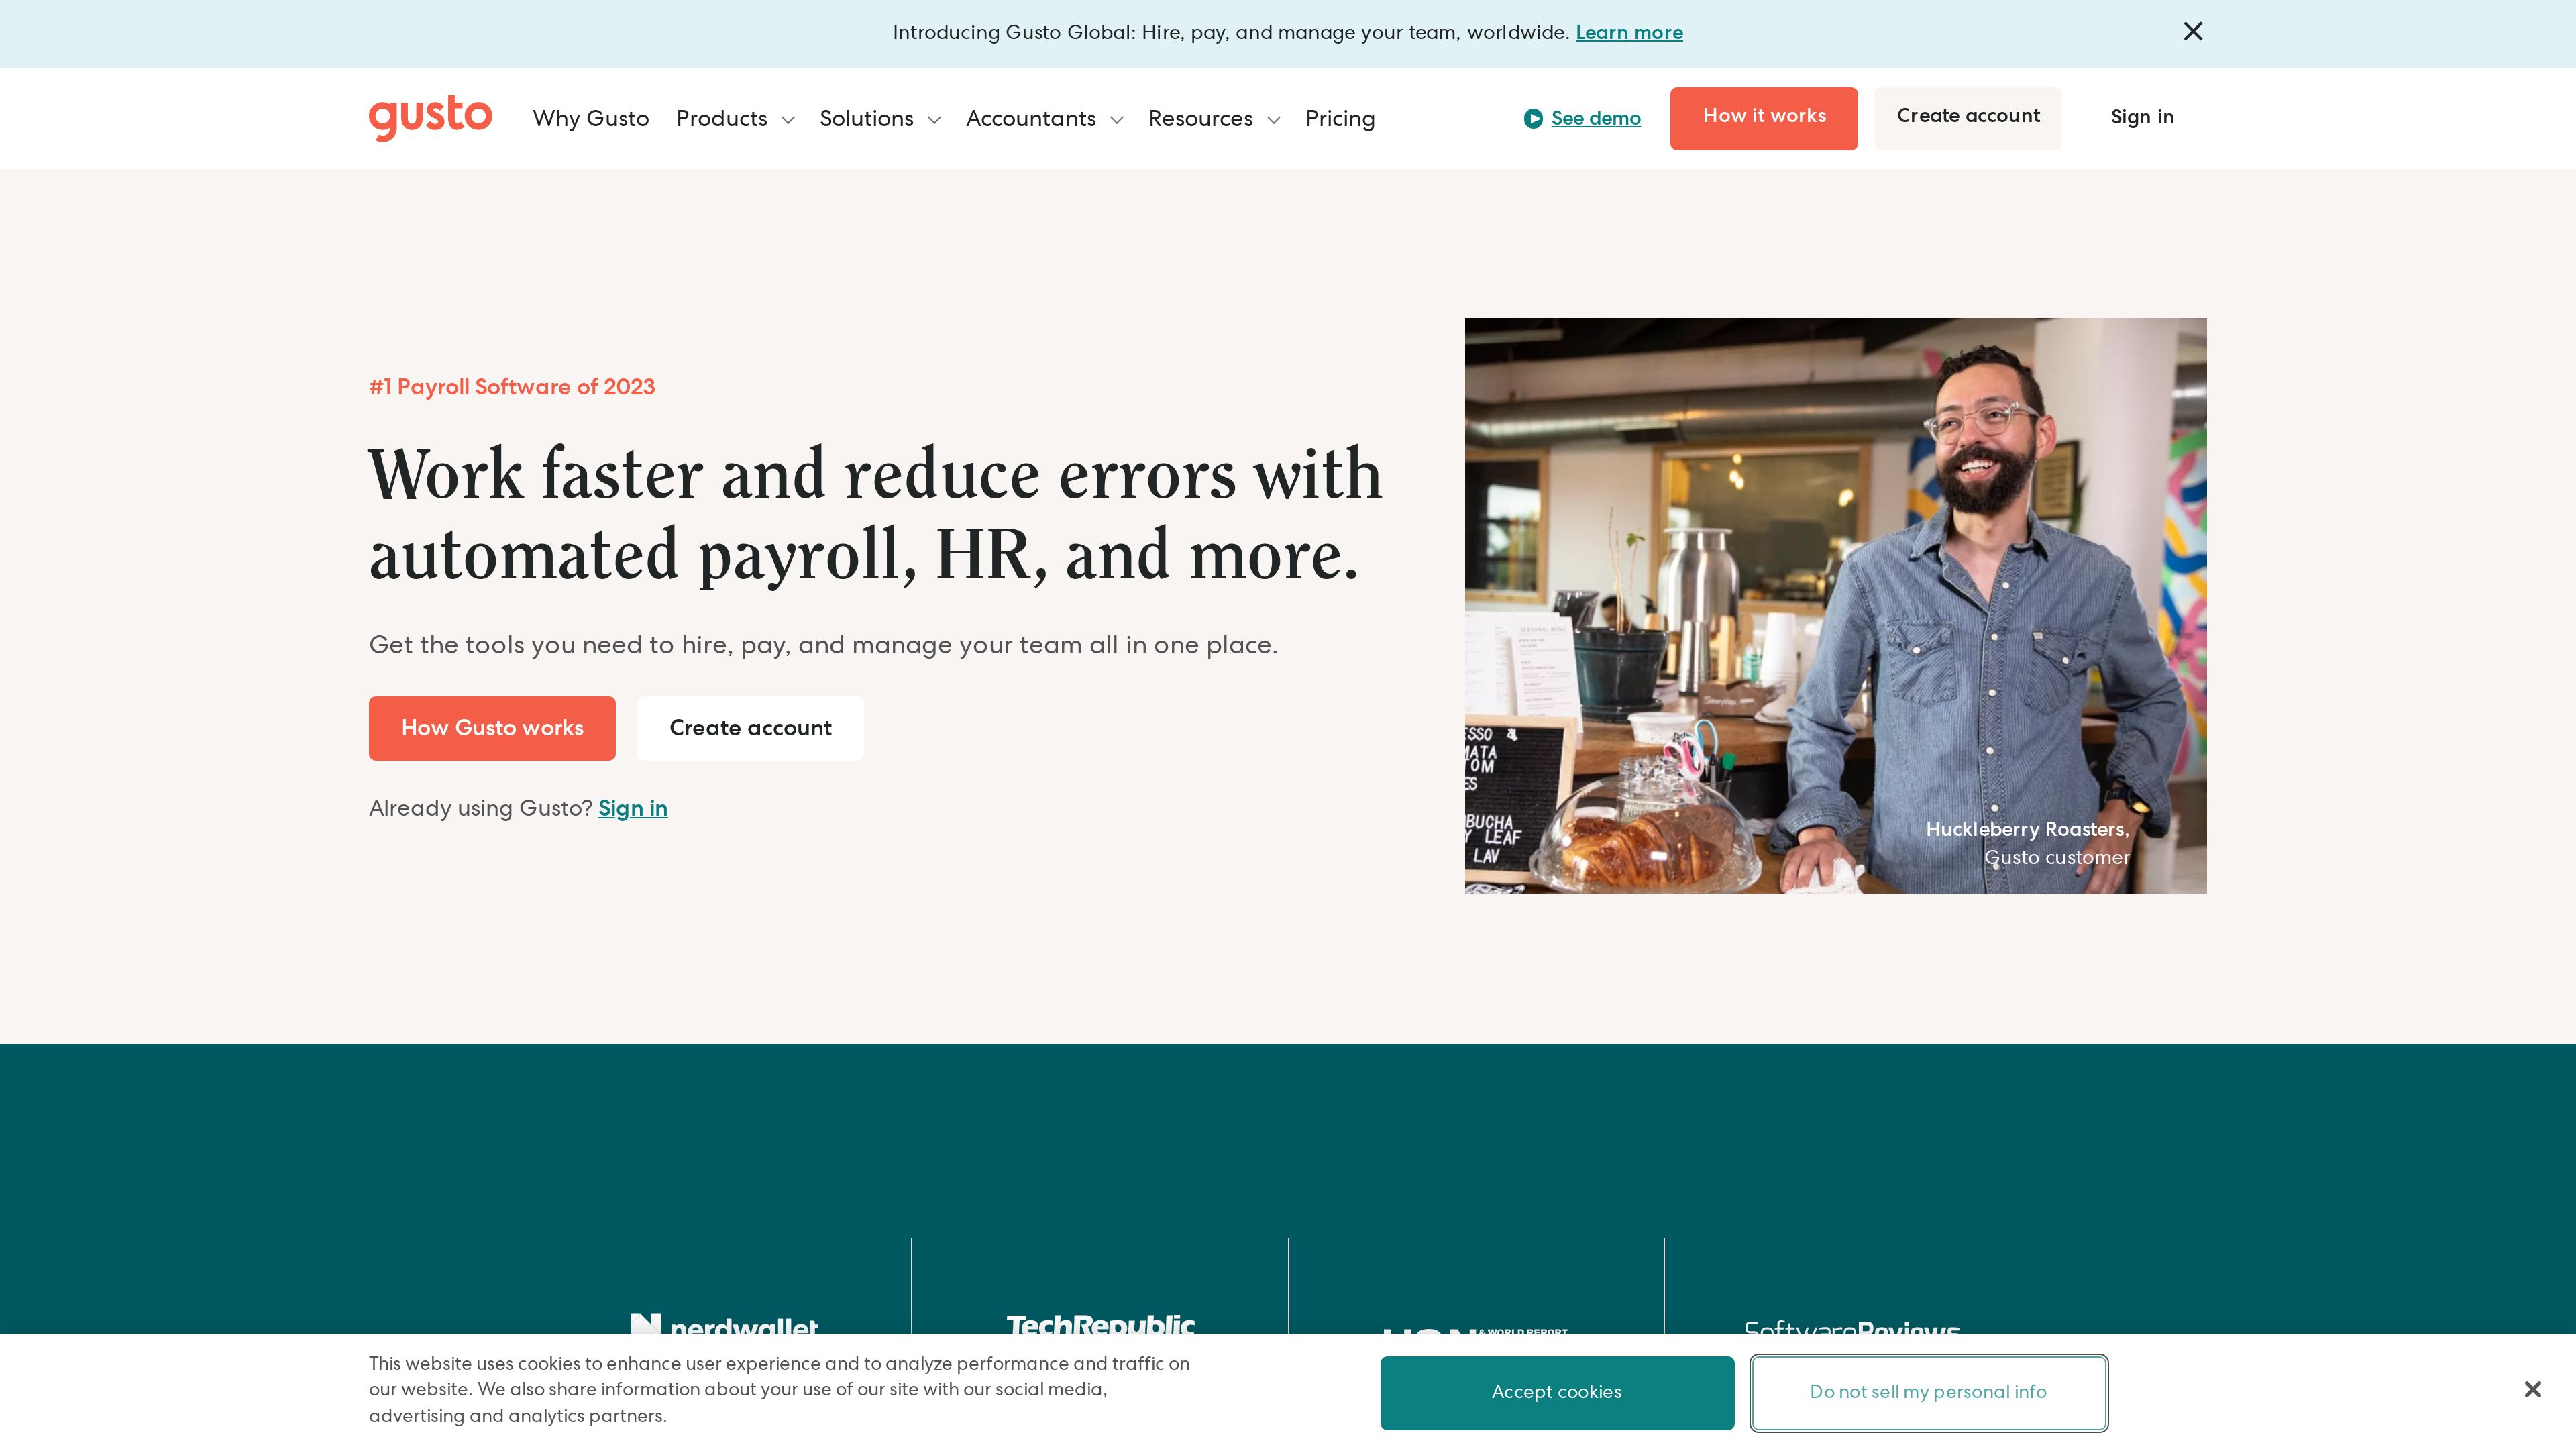 Introducing Gusto Global: Hire, pay, and manage your team, worldwide. Learn more
gusto
Why Gusto
Products
Solutions
Accountants
Resources
Pricing
See demo
How it works
Create account
Sign in
#1 Payroll Software of 2023
Work faster and reduce errors with
automated payroll, HR, and more.
Get the tools you need to hire, pay, and manage your team all in one place.
How Gusto works
Create account
Already using Gusto? Sign in
SEASONAL MENU
LEAF
LAV
Huckleberry Roasters,
Gusto customer
nerdwallet
TechRepublic
& WORLD REPORT
SoftwareReviews
This website uses cookies to enhance user experience and to analyze performance and traffic on
our website. We also share information about your use of our site with our social media,
advertising and analytics partners.
Accept cookies
Do not sell my personal info